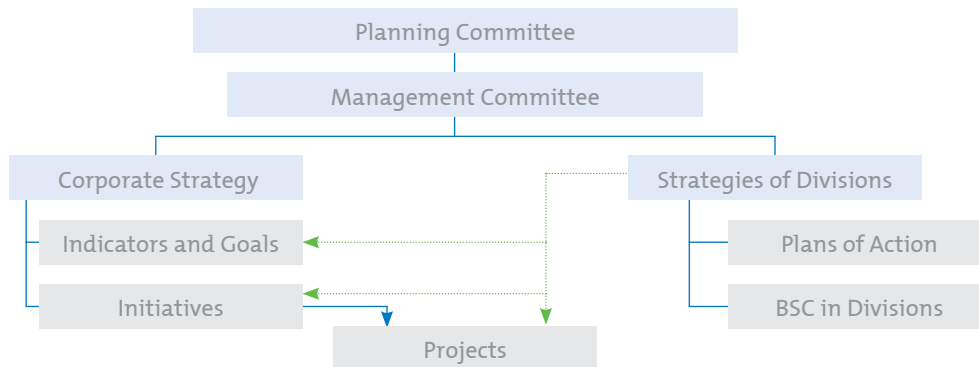 Planning Committee
Management Committee
Corporate Strategy
Strategies of Divisions
Indicators and Goals
Plans of Action
Initiatives
BSC in Divisions
Projects